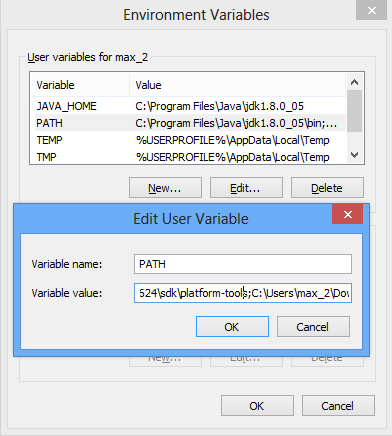 Environment Variables
User variables for max_2
Variable Value
JAVA_HOME C:\Program Files\Java\jdk1.8.0_05
PATH C:\Program Files\Java\jdk1.8.0_05\bin;...
TEMP %USERPROFILE%\AppData\Local\Temp
TMP %USERPROFILE%\AppData\Local\Temp
New... Edit... Delete
Edit User Variable
Variable name: PATH
Variable value: 624\sdk\platform-tools;C:\Users\max_2\Dov
OK Cancel
New... Edit... Delete
OK Cancel